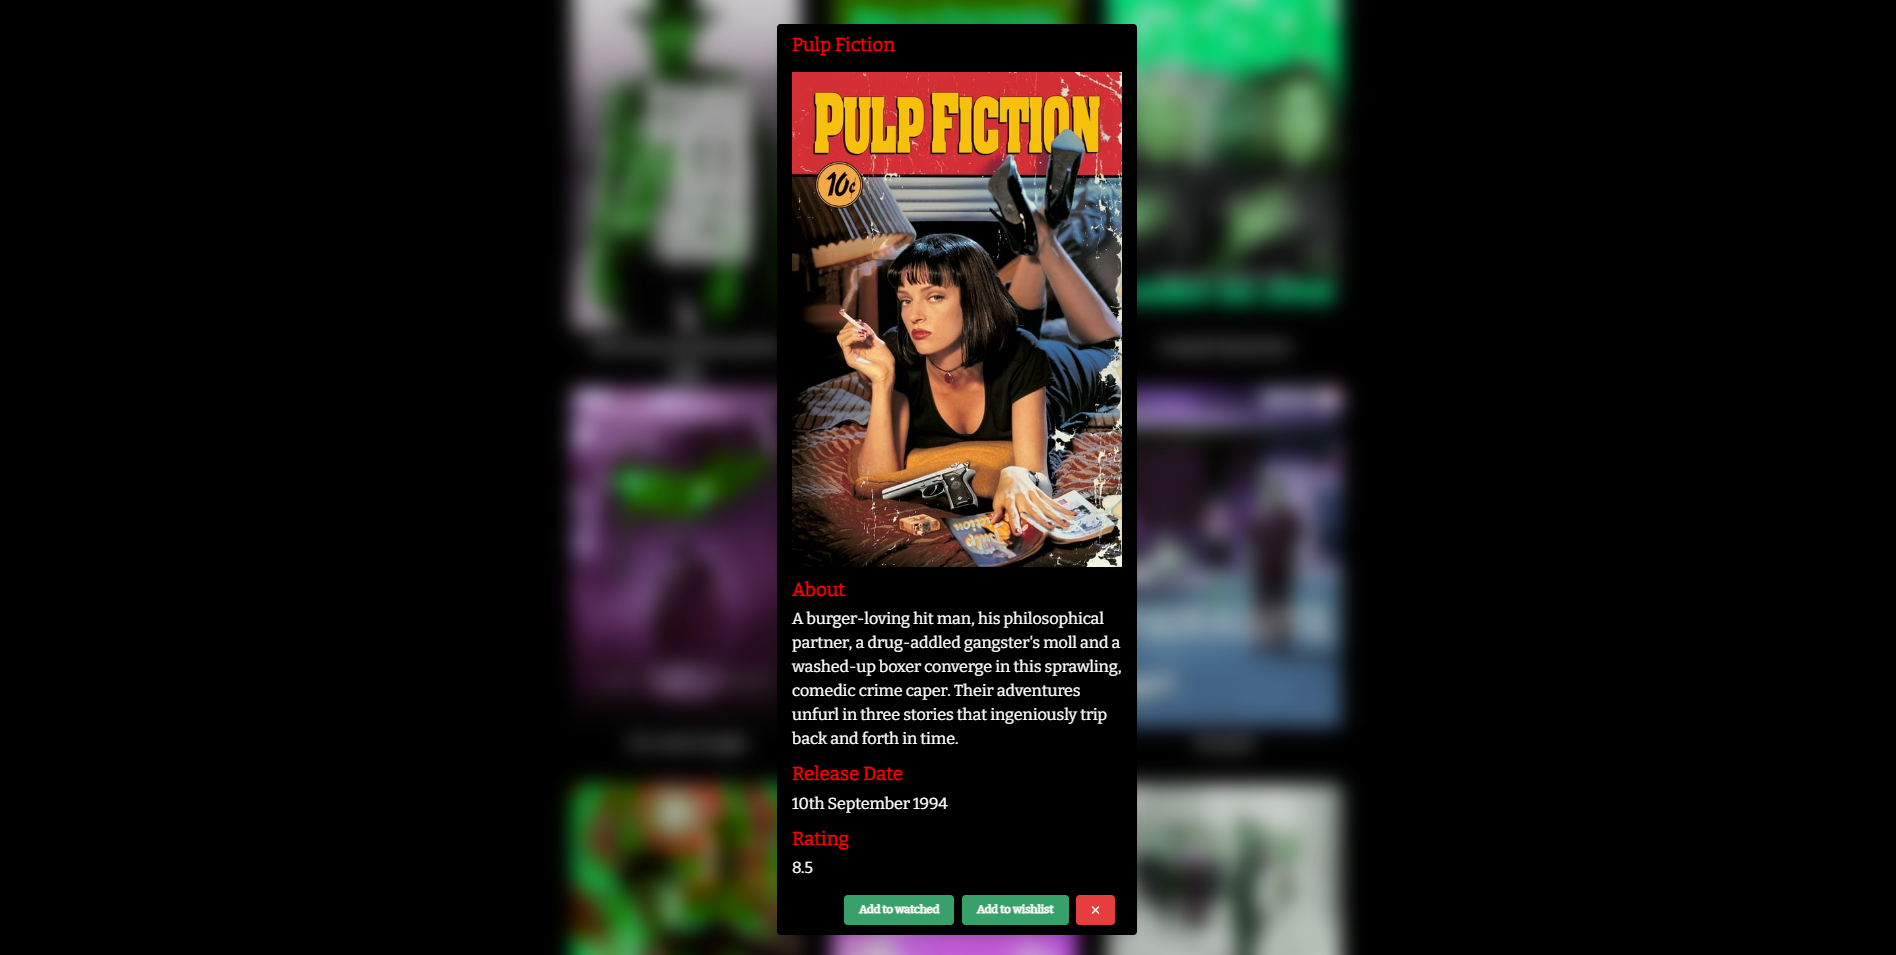 Pulp Fiction
PULP FICTION
10¢
About
A burger-loving hit man, his philosophical
partner, a drug-addled gangster's moll and a
washed-up boxer converge in this sprawling,
comedic crime caper. Their adventures
unfurl in three stories that ingeniously trip
back and forth in time.
Release Date
10th September 1994
Rating
8.5
Add to watched
Add to wishlist
×